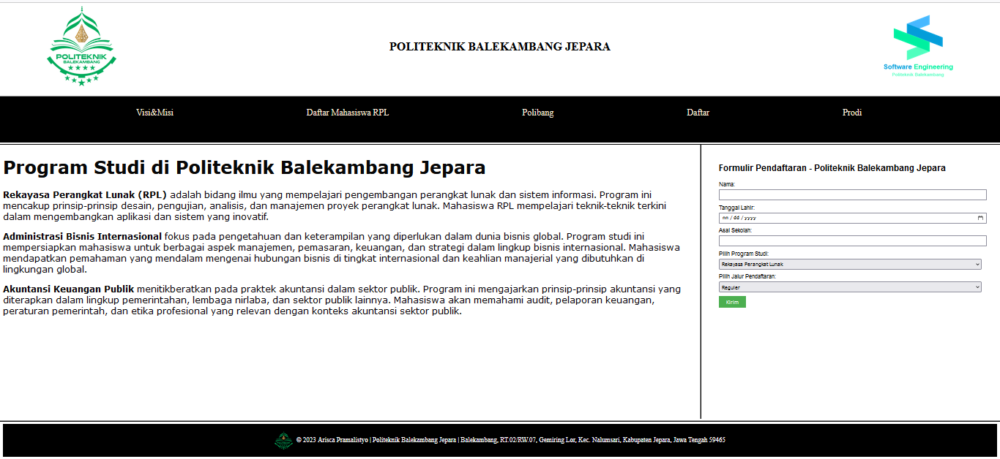 POLITEKNIK
BALEKAMBANG
POLITEKNIK BALEKAMBANG JEPARA
Software Engineering
Politeknik Balekambang
Visi&Misi
Daftar Mahasiswa RPL
Polibang
Daftar
Prodi
Program Studi di Politeknik Balekambang Jepara
Rekayasa Perangkat Lunak (RPL) adalah bidang ilmu yang mempelajari pengembangan perangkat lunak dan sistem informasi. Program ini
mencakup prinsip-prinsip desain, pengujian, analisis, dan manajemen proyek perangkat lunak. Mahasiswa RPL mempelajari teknik-teknik terkini
dalam mengembangkan aplikasi dan sistem yang inovatif.
Administrasi Bisnis Internasional fokus pada pengetahuan dan keterampilan yang diperlukan dalam dunia bisnis global. Program studi ini
mempersiapkan mahasiswa untuk berbagai aspek manajemen, pemasaran, keuangan, dan strategi dalam lingkup bisnis internasional. Mahasiswa
mendapatkan pemahaman yang mendalam mengenai hubungan bisnis di tingkat internasional dan keahlian manajerial yang dibutuhkan di
lingkungan global.
Akuntansi Keuangan Publik menitikberatkan pada praktek akuntansi dalam sektor publik. Program ini mengajarkan prinsip-prinsip akuntansi yang
diterapkan dalam lingkup pemerintahan, lembaga nirlaba, dan sektor publik lainnya. Mahasiswa akan memahami audit, pelaporan keuangan,
peraturan pemerintah, dan etika profesional yang relevan dengan konteks akuntansi sektor publik.
Formulir Pendaftaran - Politeknik Balekambang Jepara
Nama:
Tanggal Lahir:
mm / dd / yyyy
Asal Sekolah:
Pilih Program Studi:
Rekayasa Perangkat Lunak
Pilih Jalur Pendaftaran:
Reguler
Kirim
© 2023 Arisca Pramalistyo | Politeknik Balekambang Jepara | Balekambang, RT.02/RW.07, Gemiring Lor, Kec. Nalumsari, Kabupaten Jepara, Jawa Tengah 59465